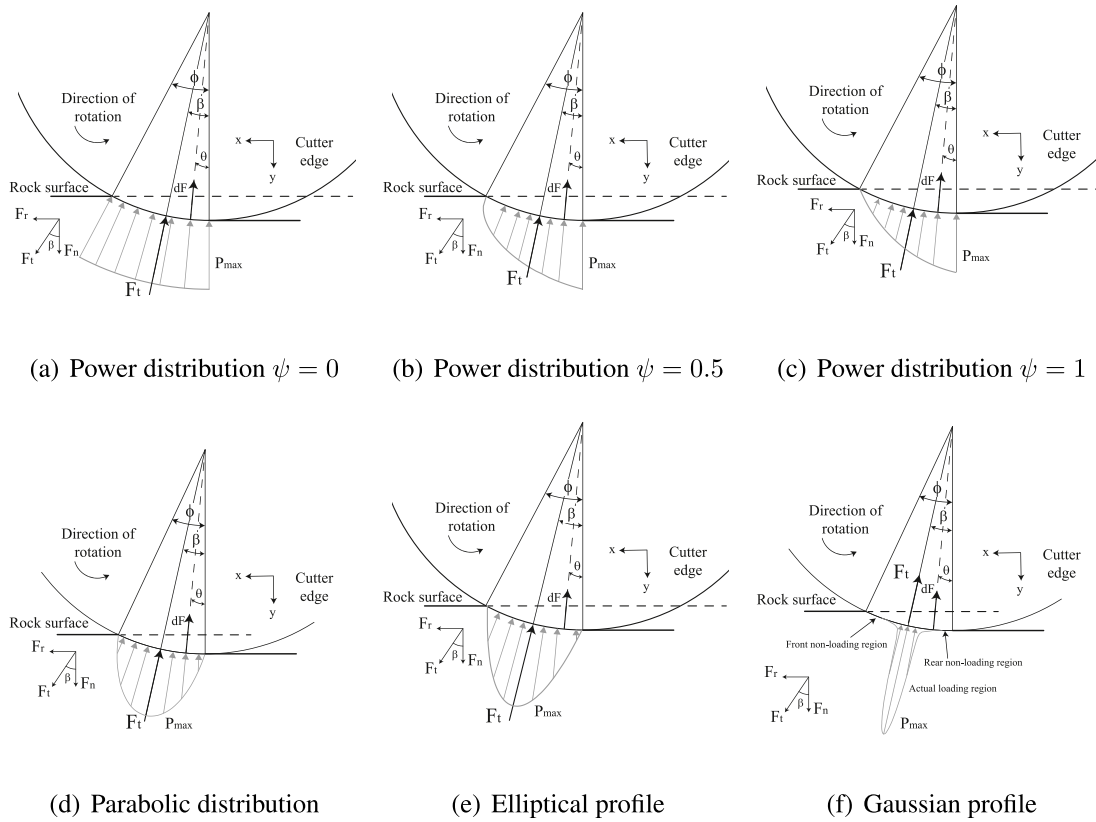 ϕ
β
Direction of
rotation
x
y
θ
Cutter
edge
Rock surface
dF
Fr
Fn
β
Ft
Ft
Pmax
(a) Power distribution ψ = 0
ϕ
β
Direction of
rotation
x
y
θ
Cutter
edge
Rock surface
dF
Fr
Fn
β
Ft
Ft
Pmax
(b) Power distribution ψ = 0.5
ϕ
β
Direction of
rotation
x
y
θ
Cutter
edge
Rock surface
dF
Fr
Fn
β
Ft
Ft
Pmax
(c) Power distribution ψ = 1
ϕ
β
Direction of
rotation
x
y
θ
Cutter
edge
Rock surface
dF
Fr
Fn
β
Ft
Ft
Pmax
(d) Parabolic distribution
ϕ
β
Direction of
rotation
x
y
θ
Cutter
edge
Rock surface
dF
Fr
Fn
β
Ft
Ft
Pmax
(e) Elliptical profile
ϕ
β
Direction of
rotation
x
y
θ
Cutter
edge
Ft
dF
Rock surface
Front non-loading region
Rear non-loading region
Actual loading region
Fr
Fn
β
Ft
Pmax
(f) Gaussian profile